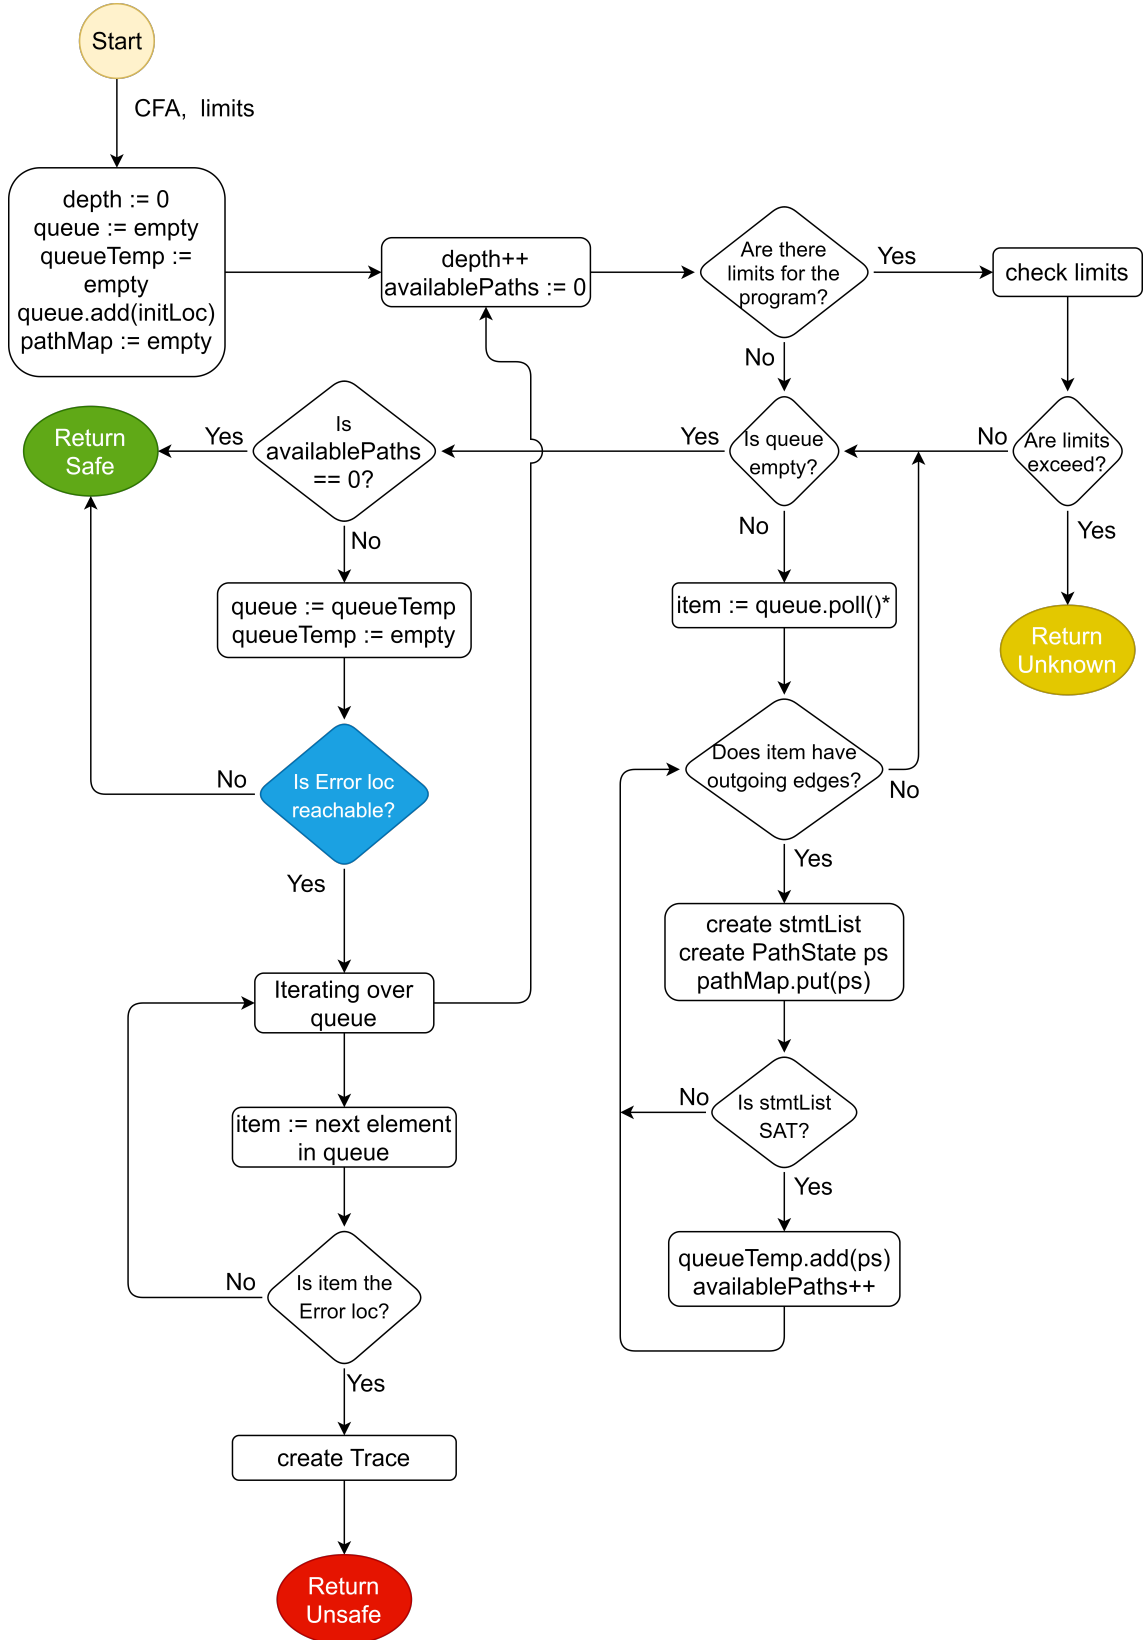 Start
CFA,  limits
depth := 0
queue := empty
queueTemp :=
empty
queue.add(initLoc)
pathMap := empty
depth++
availablePaths := 0
Are there
limits for the
program?
Yes
check limits
No
Is queue
empty?
No
Are limits
exceed?
Yes
Return
Unknown
Yes
Is
availablePaths
== 0?
Yes
Return
Safe
No
queue := queueTemp
queueTemp := empty
Is Error loc
reachable?
No
Yes
Iterating over
queue
item := next element
in queue
Is item the
Error loc?
No
Yes
create Trace
Return
Unsafe
No
item := queue.poll()*
Does item have
outgoing edges?
No
Yes
create stmtList
create PathState ps
pathMap.put(ps)
Is stmtList
SAT?
No
Yes
queueTemp.add(ps)
availablePaths++